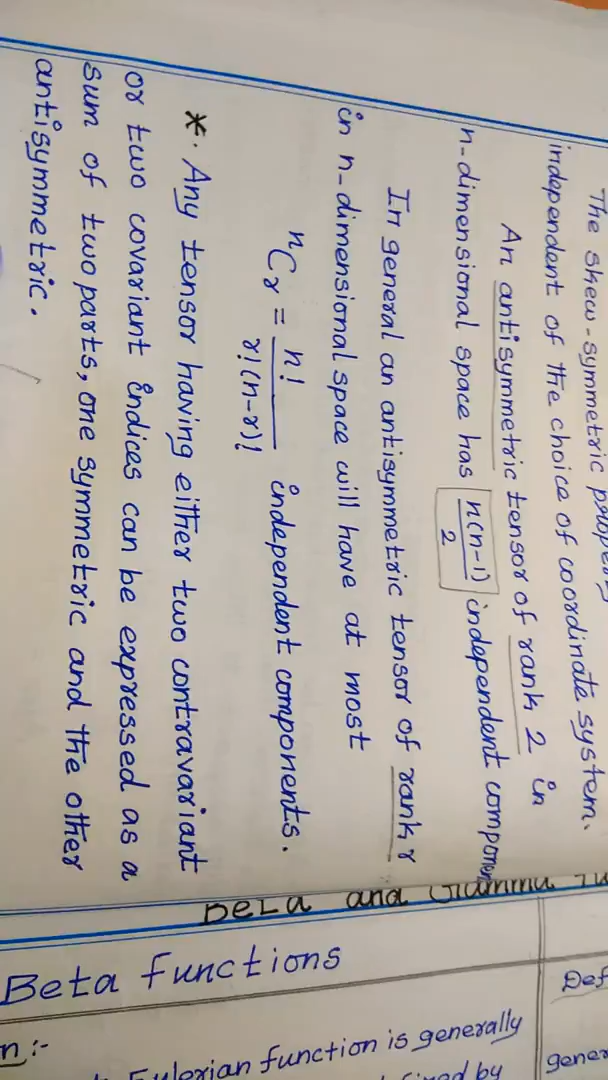 The skew-symmetric
independent of the choice of coordinate system.
An antisymmetric tensor of rank 2 in
n-dimensional space has n(n-1)/2 independent
In general an antisymmetric tensor of rank r
in n-dimensional space will have at most
ⁿCᵣ = n!/r!(n-r)! independent components.
*. Any tensor having either two contravariant
or two covariant indices can be expressed as a
sum of two parts, one symmetric and the other
antisymmetric.
Beta and Gamma
Beta Functions
n :-
Eulerian function is generally
by